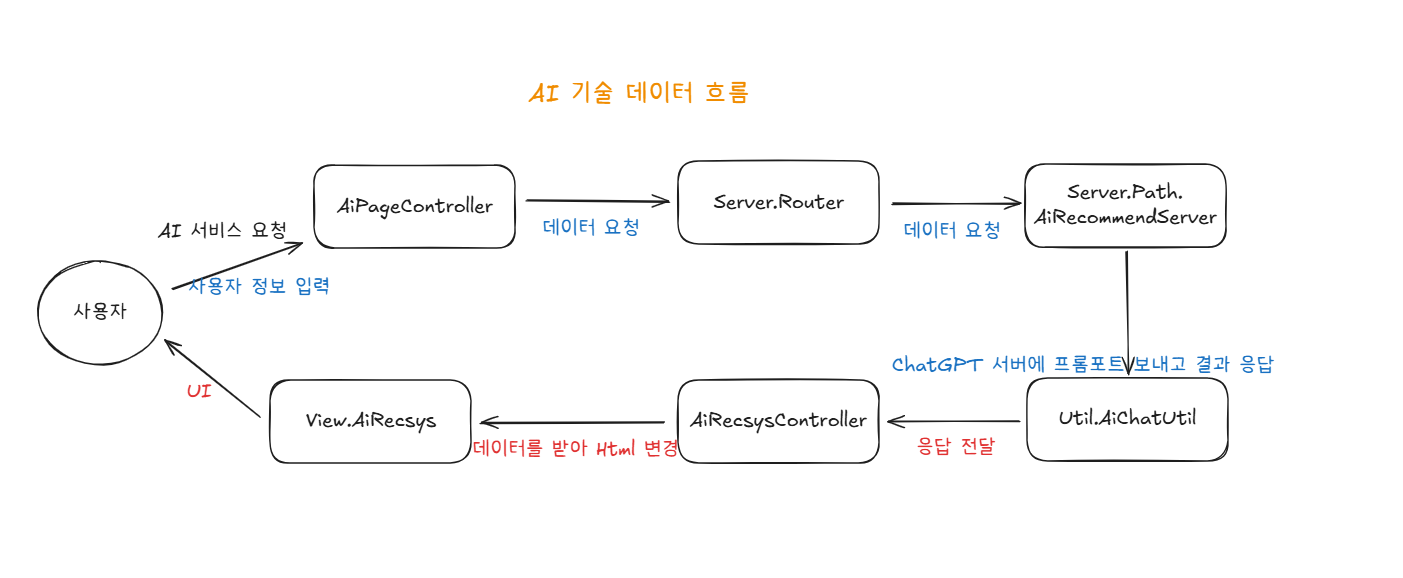 AI 기술 데이터 흐름
AiPageController
Server.Router
Server.Path.
AiRecommendServer
AI 서비스 요청
데이터 요청
데이터 요청
사용자 정보 입력
사용자
ChatGPT 서버에 프롬포트 보내고 결과 응답
UI
View.AiRecsys
AiRecsysController
Util.AiChatUtil
데이터를 받아 Html 변경
응답 전달